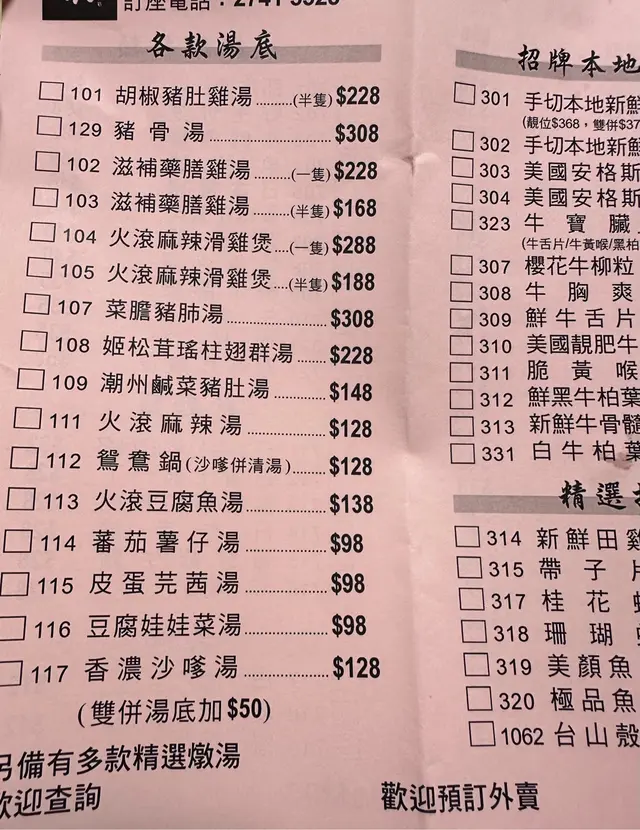 訂座電話：2741
各款湯底
101 胡椒豬肚雞湯.........(半隻) $228
129 豬骨湯.........$308
102 滋補藥膳雞湯.........(一隻) $228
103 滋補藥膳雞湯.........(半隻) $168
104 火滾麻辣滑雞煲....(一隻) $288
105 火滾麻辣滑雞煲....(半隻) $188
107 菜膽豬肺湯.........$308
108 姬松茸瑤柱翅群湯.........$228
109 潮州鹹菜豬肚湯.........$148
111 火滾麻辣湯.........$128
112 鴛鴦鍋(沙嗲併清湯).........$128
113 火滾豆腐魚湯.........$138
114 蕃茄薯仔湯.........$98
115 皮蛋芫茜湯.........$98
116 豆腐娃娃菜湯.........$98
117 香濃沙嗲湯.........$128
(雙併湯底加$50)
另備有多款精選燉湯
歡迎查詢
招牌本地
301 手切本地新鮮
(靚位$368，雙併$37
302 手切本地新鮮
303 美國安格斯
304 美國安格斯
323 牛寶臟
(牛舌片/牛黃喉/黑柏
307 櫻花牛柳粒
308 牛胸爽
309 鮮牛舌片
310 美國靚肥牛
311 脆黃喉
312 鮮黑牛柏葉
313 新鮮牛骨髓
331 白牛柏葉
精選
314 新鮮田雞
315 帶子片
317 桂花
318 珊瑚
319 美顏魚
320 極品魚
1062 台山殼
歡迎預訂外賣